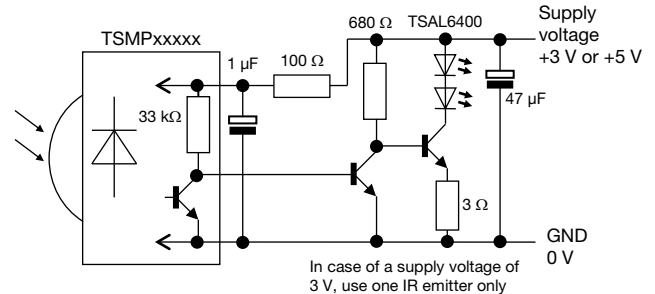 TSMPxxxxx
680 Ω
TSAL6400
Supply
voltage
+3 V or +5 V
1 µF
100 Ω
33 kΩ
47 µF
3 Ω
GND
0 V
In case of a supply voltage of
3 V, use one IR emitter only